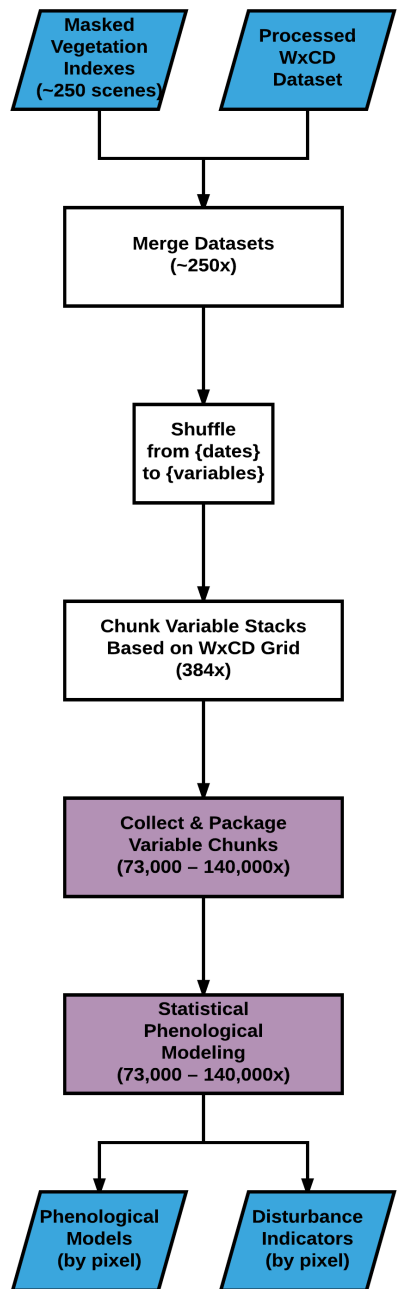 Masked
Vegetation
Indexes
(~250 scenes)
Processed
WxCD
Dataset
Merge Datasets
(~250x)
Shuffle
from {dates}
to {variables}
Chunk Variable Stacks
Based on WxCD Grid
(384x)
Collect & Package
Variable Chunks
(73,000 – 140,000x)
Statistical
Phenological
Modeling
(73,000 – 140,000x)
Phenological
Models
(by pixel)
Disturbance
Indicators
(by pixel)